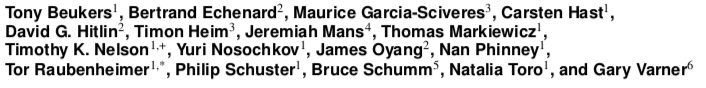 Tony Beukers¹, Bertrand Echenard², Maurice Garcia-Sciveres³, Carsten Hast¹,
David G. Hitlin², Timon Heim³, Jeremiah Mans⁴, Thomas Markiewicz¹,
Timothy K. Nelson¹,⁺, Yuri Nosochkov¹, James Oyang², Nan Phinney¹,
Tor Raubenheimer¹,*, Philip Schuster¹, Bruce Schumm⁵, Natalia Toro¹, and Gary Varner⁶